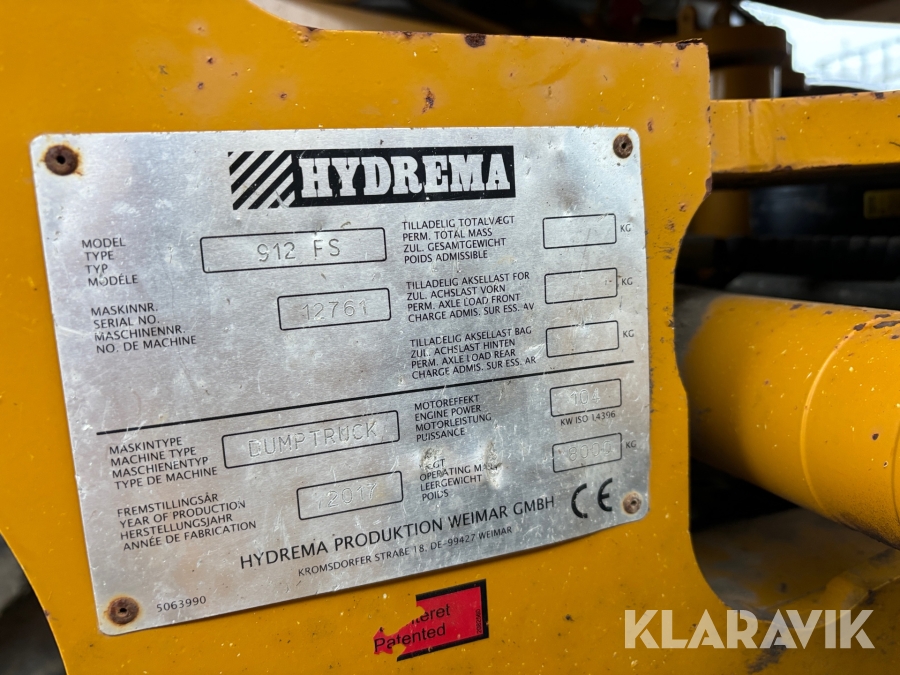 KLARAVIK
HYDREMA
MODEL
TYPE
TYP
MODÉLE
912 FS
MASKINNR.
SERIAL NO.
MASCHINENNR.
NO. DE MACHINE
12761
TILLADELIG TOTALVÆGT
PERM. TOTAL MASS
ZUL. GESAMTGEWICHT
POIDS ADMISSIBLE
KG
TILLADELIG AKSELLAST FOR
ZUL. ACHSLAST VORN
PERM. AXLE LOAD FRONT
CHARGE ADMIS. SUR ESS. AV
KG
TILLADELIG AKSELLAST BAG
ZUL. ACHSLAST HINTEN
PERM. AXLE LOAD REAR
CHARGE ADMIS. SUR ESS. AR
KG
MASKINTYPE
MACHINE TYPE
MASCHIENENTYP
TYPE DE MACHINE
DUMPTRUCK
FREMSTILLINGSÅR
YEAR OF PRODUCTION
HERSTELLUNGSJAHR
ANNÉE DE FABRICATION
2017
MOTOREFFEKT
ENGINE POWER
MOTORLEISTUNG
PUISSANCE
104
KW ISO 14396
OPERATING
LEERGEWICHT
POIDS
KG
HYDREMA PRODUKTION WEIMAR GMBH
CE
KROMSDORFER STRAßE 18. DE-99427 WEIMAR
5063990
Patented
KLARAVIK